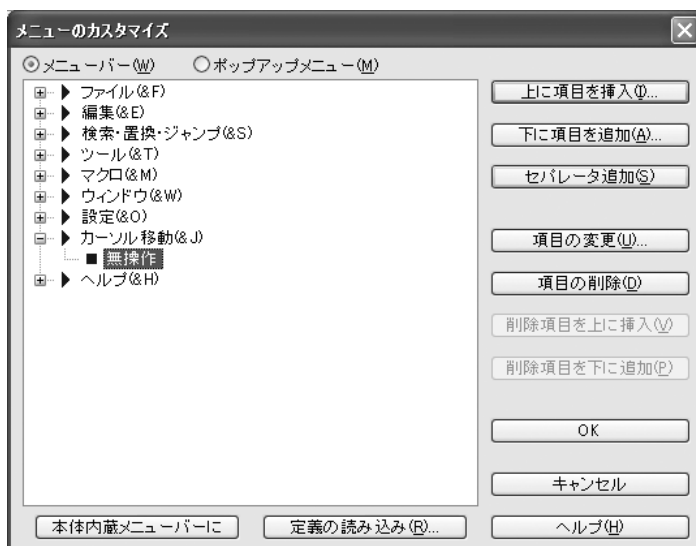 メニューのカスタマイズ
メニューバー(W) ポップアップメニュー(M)
ファイル(&F)
編集(&E)
検索・置換・ジャンプ(&S)
ツール(&T)
マクロ(&M)
ウィンドウ(&W)
設定(&O)
カーソル移動(&J)
無操作
ヘルプ(&H)
上に項目を挿入(I)...
下に項目を追加(A)...
セパレータ追加(S)
項目の変更(U)...
項目の削除(D)
削除項目を上に挿入(V)
削除項目を下に追加(P)
OK
キャンセル
本体内蔵メニューバーに 定義の読み込み(R)... ヘルプ(H)